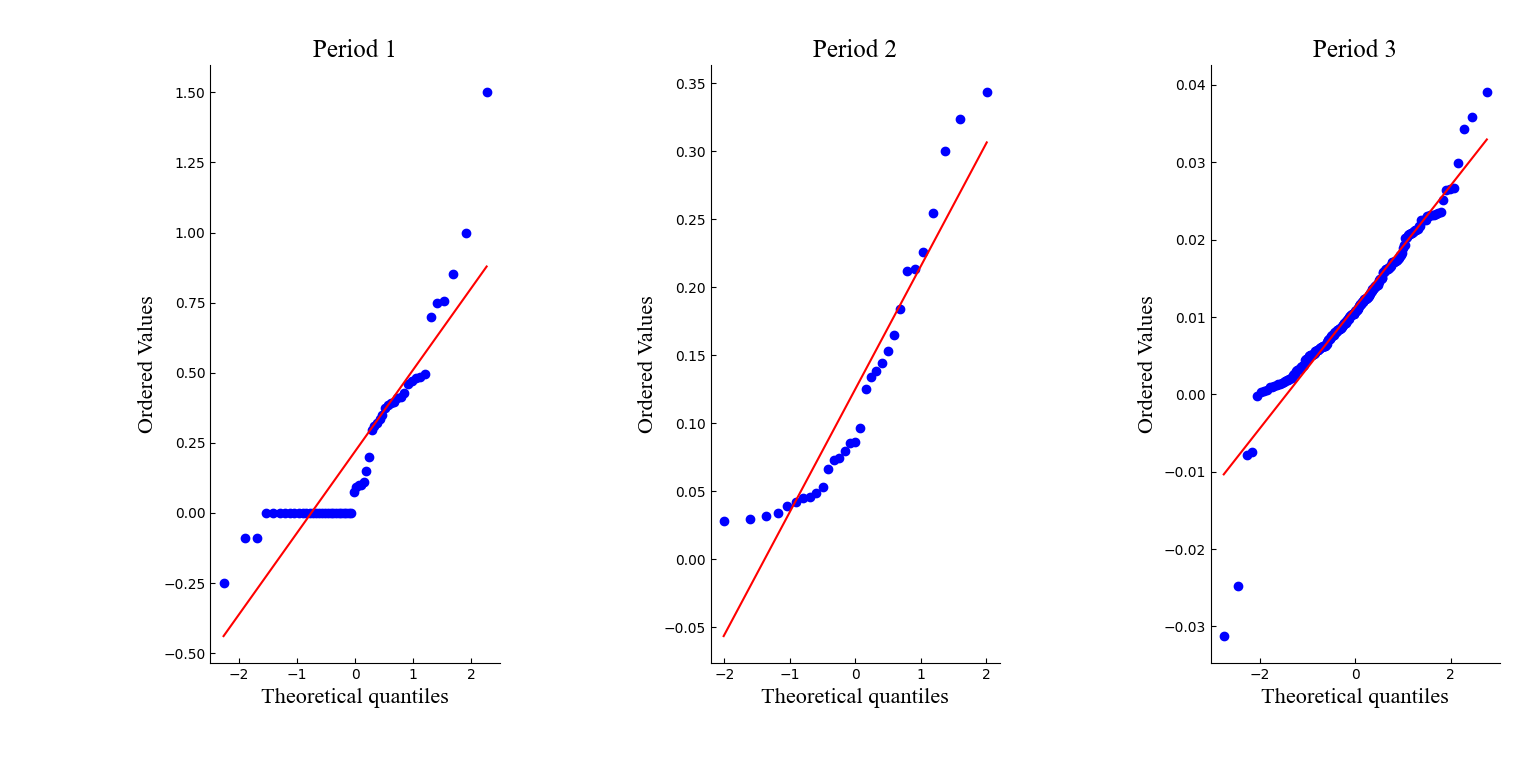 Period 1
Period 2
Period 3
1.50
1.25
1.00
0.75
0.50
0.25
0.00
−0.25
−0.50
Ordered Values
−2 −1 0 1 2
Theoretical quantiles
0.35
0.30
0.25
0.20
0.15
0.10
0.05
0.00
−0.05
Ordered Values
−2 −1 0 1 2
Theoretical quantiles
0.04
0.03
0.02
0.01
0.00
−0.01
−0.02
−0.03
Ordered Values
−2 0 2
Theoretical quantiles